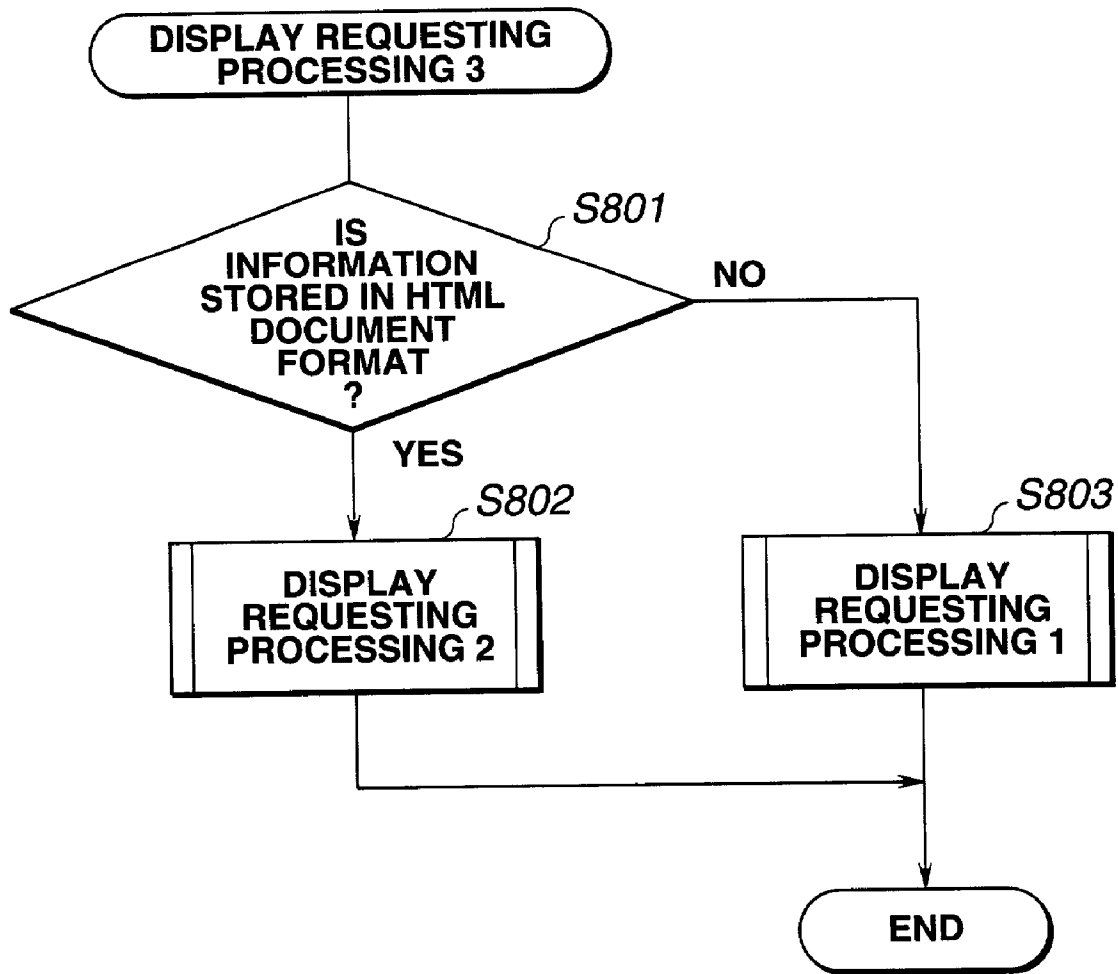 DISPLAY REQUESTING
PROCESSING 3
S801
IS
INFORMATION
STORED IN HTML
DOCUMENT
FORMAT
?
NO
YES
S802
DISPLAY
REQUESTING
PROCESSING 2
S803
DISPLAY
REQUESTING
PROCESSING 1
END